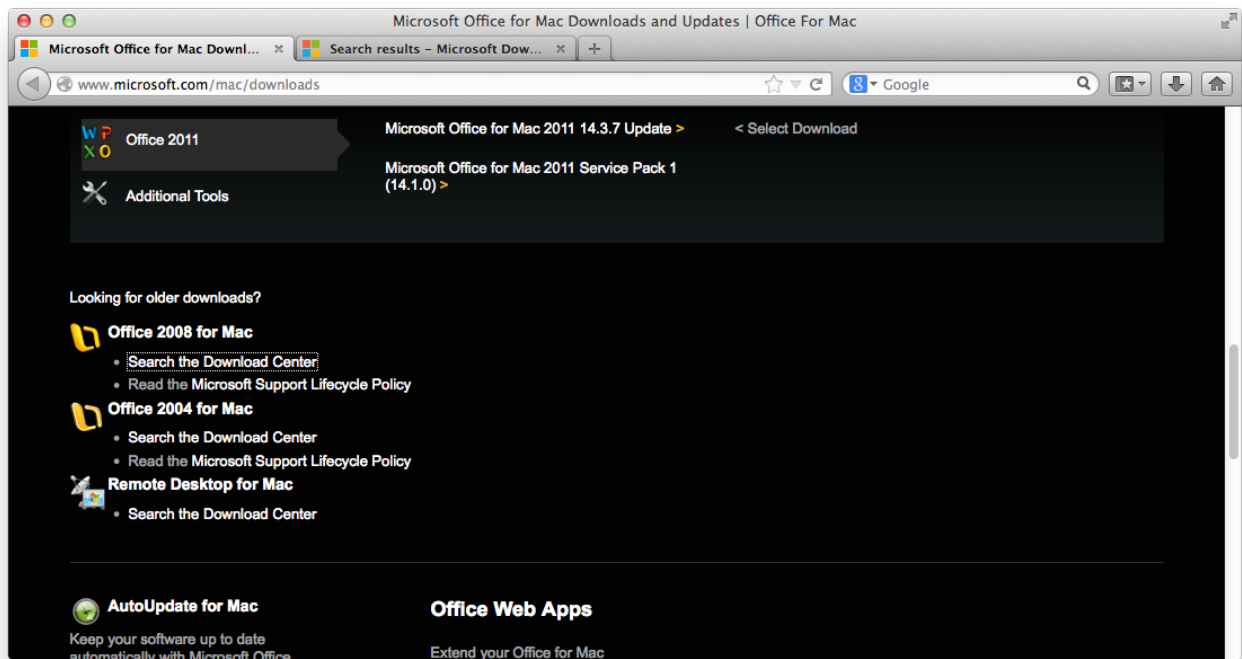 Microsoft Office for Mac Downloads and Updates | Office For Mac
Microsoft Office for Mac Downl...
Search results – Microsoft Dow...
www.microsoft.com/mac/downloads
Google
W P
X O
Office 2011
Microsoft Office for Mac 2011 14.3.7 Update >
< Select Download
Microsoft Office for Mac 2011 Service Pack 1
(14.1.0) >
Additional Tools
Looking for older downloads?
Office 2008 for Mac
• Search the Download Center
• Read the Microsoft Support Lifecycle Policy
Office 2004 for Mac
• Search the Download Center
• Read the Microsoft Support Lifecycle Policy
Remote Desktop for Mac
• Search the Download Center
AutoUpdate for Mac
Office Web Apps
Keep your software up to date
automatically with Microsoft Office
Extend your Office for Mac